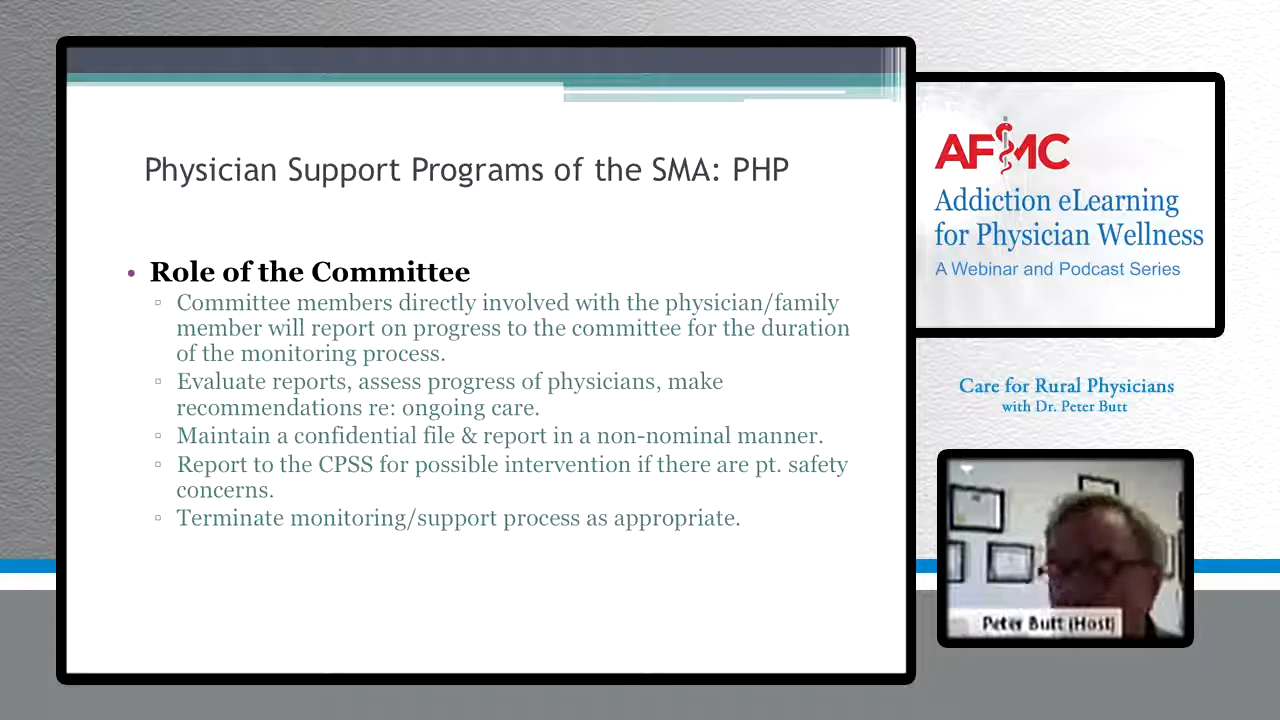 Physician Support Programs of the SMA: PHP
• Role of the Committee
▫ Committee members directly involved with the physician/family
member will report on progress to the committee for the duration
of the monitoring process.
▫ Evaluate reports, assess progress of physicians, make
recommendations re: ongoing care.
▫ Maintain a confidential file & report in a non-nominal manner.
▫ Report to the CPSS for possible intervention if there are pt. safety
concerns.
▫ Terminate monitoring/support process as appropriate.
AFMC
Addiction eLearning
for Physician Wellness
A Webinar and Podcast Series
Care for Rural Physicians
with Dr. Peter Butt
Peter Butt (Host)